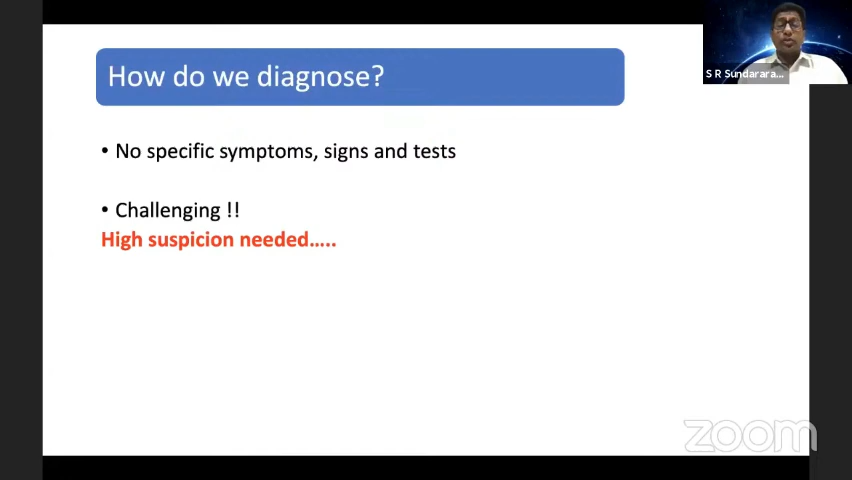 How do we diagnose?
S R Sundarara...
• No specific symptoms, signs and tests
• Challenging !!
High suspicion needed.....
zoom